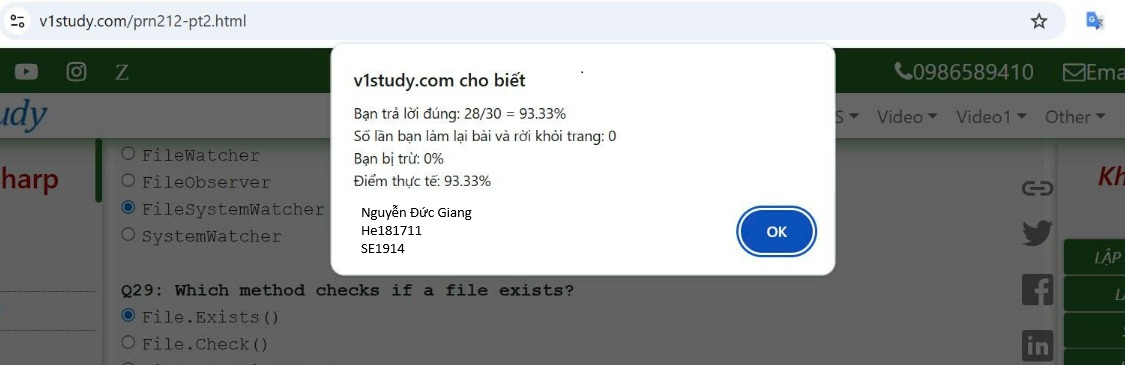 v1study.com/prn212-pt2.html
Z
0986589410
Ema
udy
S
Video
Video1
Other
v1study.com cho biết
Bạn trả lời đúng: 28/30 = 93.33%
Số lần bạn làm lại bài và rời khỏi trang: 0
Bạn bị trừ: 0%
Điểm thực tế: 93.33%
Nguyễn Đức Giang
He181711
SE1914
OK
harp
FileWatcher
FileObserver
FileSystemWatcher
SystemWatcher
Q29: Which method checks if a file exists?
File.Exists()
File.Check()
Kh
LẬP
L